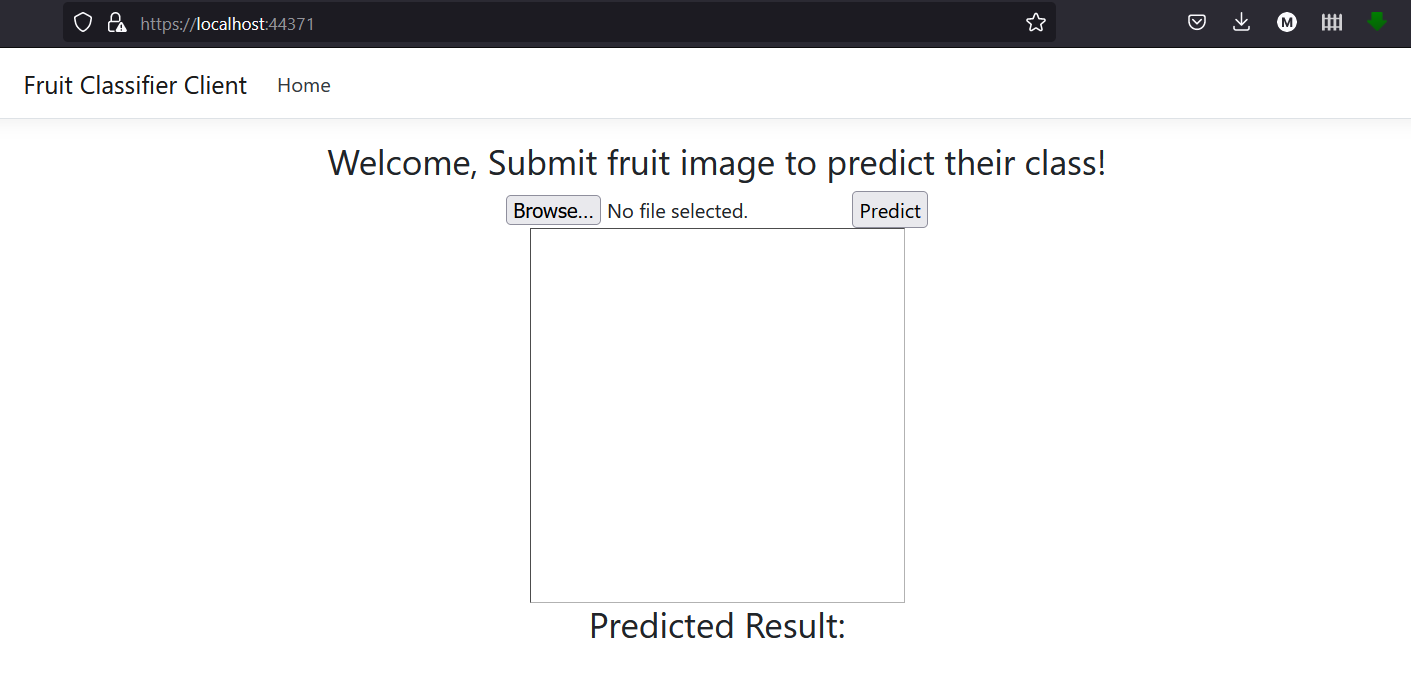 https://localhost:44371
M
Fruit Classifier Client Home
Welcome, Submit fruit image to predict their class!
Browse... No file selected. Predict
Predicted Result: